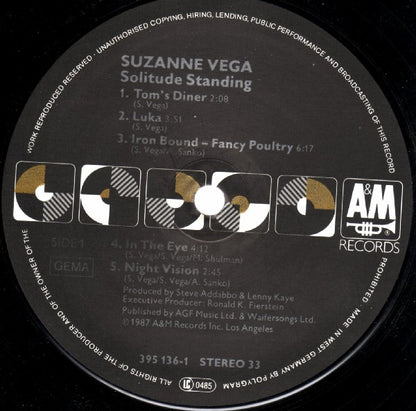 · UNAUTHORISED COPYING, HIRING, LENDING, PUBLIC PERFORMANCE AND BROADCASTING OF THIS RECORD PROHIBITED · MADE IN WEST GERMANY BY POLYGRAM · ALL RIGHTS OF THE PRODUCER AND OF THE OWNER OF THE WORK REPRODUCED RESERVED
SUZANNE VEGA
Solitude Standing
1. Tom's Diner 2:08
(S. Vega)
2. Luka 3:51
(S. Vega)
3. Iron Bound – Fancy Poultry 6:17
(S. Vega/A. Sanko)
A&M
RECORDS
SIDE 1
GEMA
4. In The Eye 4:12
(S. Vega/S. Vega/M. Shulman)
5. Night Vision 2:45
(S. Vega/S. Vega/A. Sanko)
Produced by Steve Addibbo & Lenny Kaye
Executive Producer: Ronald K. Fierstein
Published by AGF Music Ltd. & Waifersongs Ltd.
℗ 1987 A&M Records Inc. Los Angeles
395 136-1 STEREO 33
LC 0485